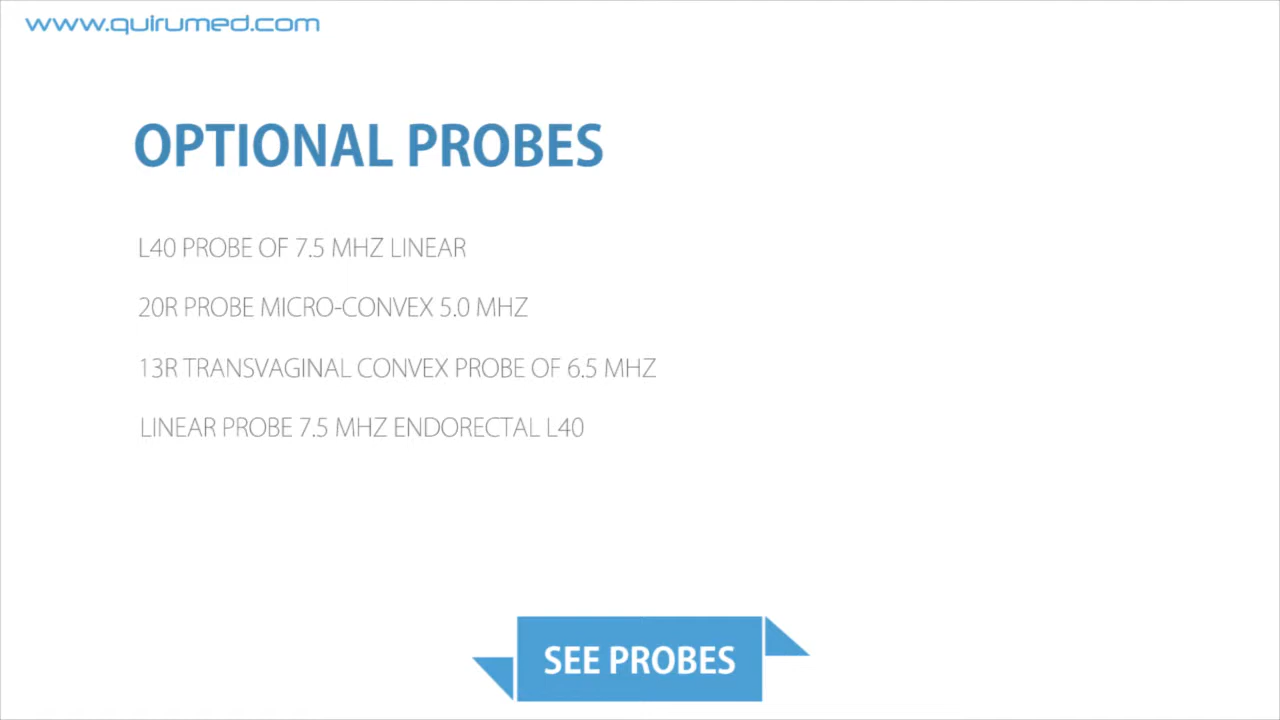 www.quirumed.com
OPTIONAL PROBES
L40 PROBE OF 7.5 MHZ LINEAR
20R PROBE MICRO-CONVEX 5.0 MHZ
13R TRANSVAGINAL CONVEX PROBE OF 6.5 MHZ
LINEAR PROBE 7.5 MHZ ENDORECTAL L40
SEE PROBES